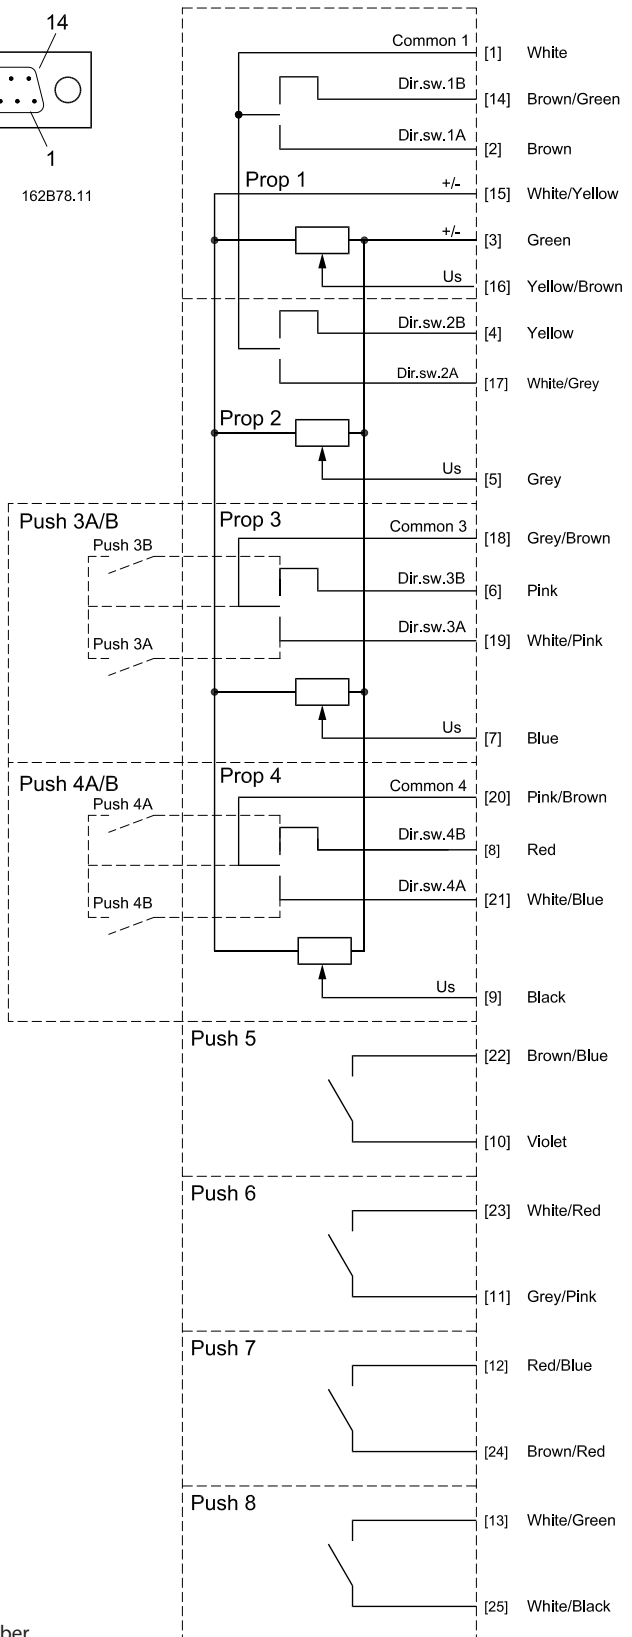 14
1
162B78.11
Common 1 [1] White
Dir.sw.1B [14] Brown/Green
Dir.sw.1A [2] Brown
Prop 1 +/- [15] White/Yellow
+/- [3] Green
Us [16] Yellow/Brown
Dir.sw.2B [4] Yellow
Dir.sw.2A [17] White/Grey
Prop 2
Us [5] Grey
Push 3A/B Prop 3 Common 3 [18] Grey/Brown
Push 3B
Dir.sw.3B [6] Pink
Push 3A Dir.sw.3A [19] White/Pink
Us [7] Blue
Push 4A/B Prop 4 Common 4 [20] Pink/Brown
Push 4A
Dir.sw.4B [8] Red
Push 4B Dir.sw.4A [21] White/Blue
Us [9] Black
Push 5
[22] Brown/Blue
[10] Violet
Push 6
[23] White/Red
[11] Grey/Pink
Push 7
[12] Red/Blue
[24] Brown/Red
Push 8
[13] White/Green
[25] White/Black
ber